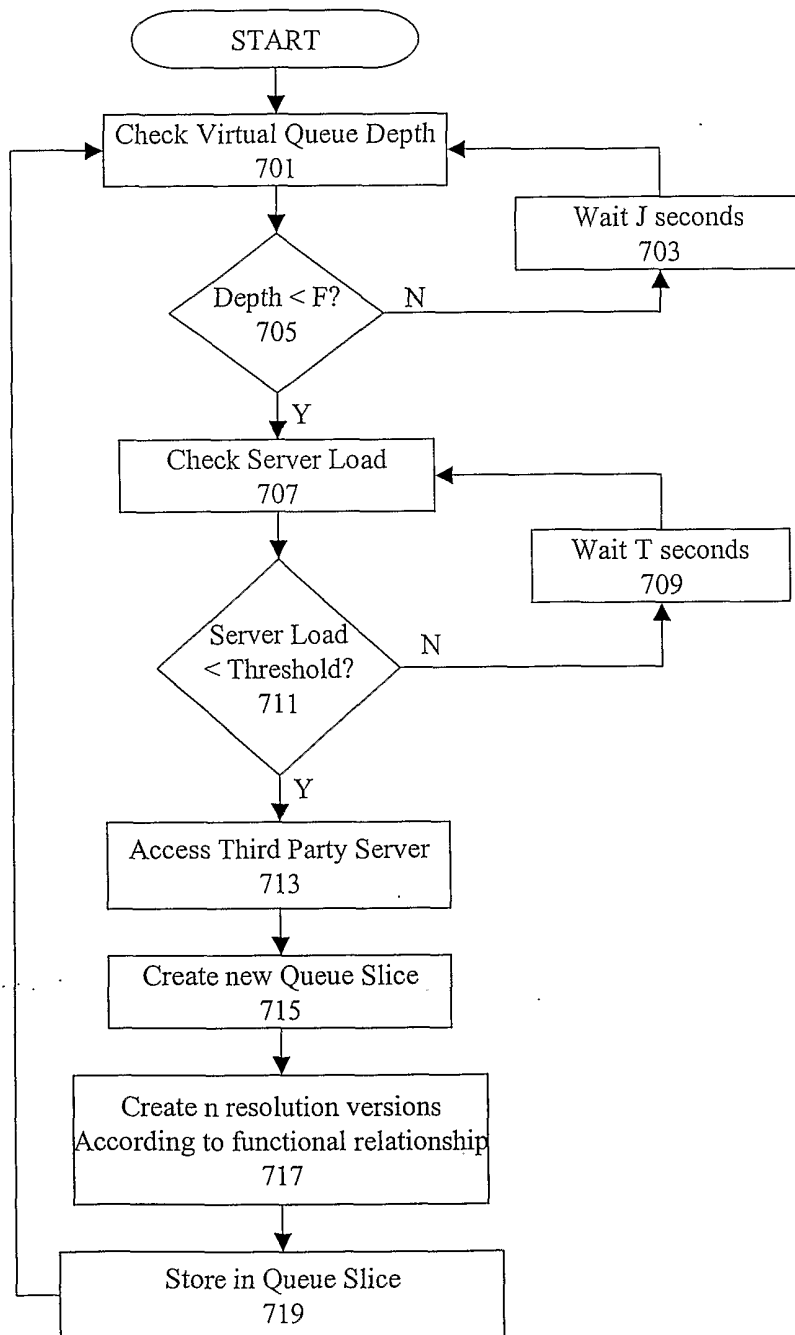 START
Check Virtual Queue Depth
701
Wait J seconds
703
Depth < F?
705
N
Y
Check Server Load
707
Wait T seconds
709
Server Load
< Threshold?
711
N
Y
Access Third Party Server
713
Create new Queue Slice
715
Create n resolution versions
According to functional relationship
717
Store in Queue Slice
719